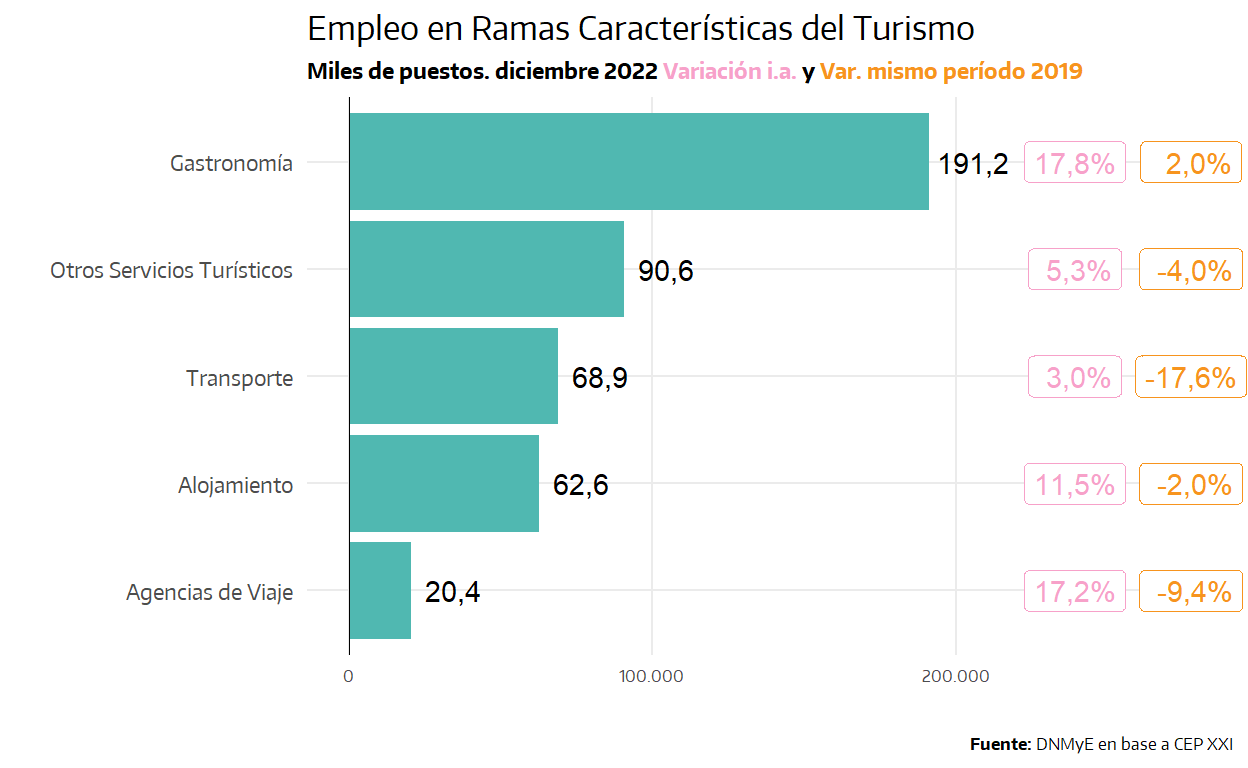 Empleo en Ramas Características del Turismo
Miles de puestos. diciembre 2022 Variación i.a. y Var. mismo período 2019
Gastronomía 191,2 17,8% 2,0%
Otros Servicios Turísticos 90,6 5,3% -4,0%
Transporte 68,9 3,0% -17,6%
Alojamiento 62,6 11,5% -2,0%
Agencias de Viaje 20,4 17,2% -9,4%
0 100.000 200.000
Fuente: DNMyE en base a CEP XXI